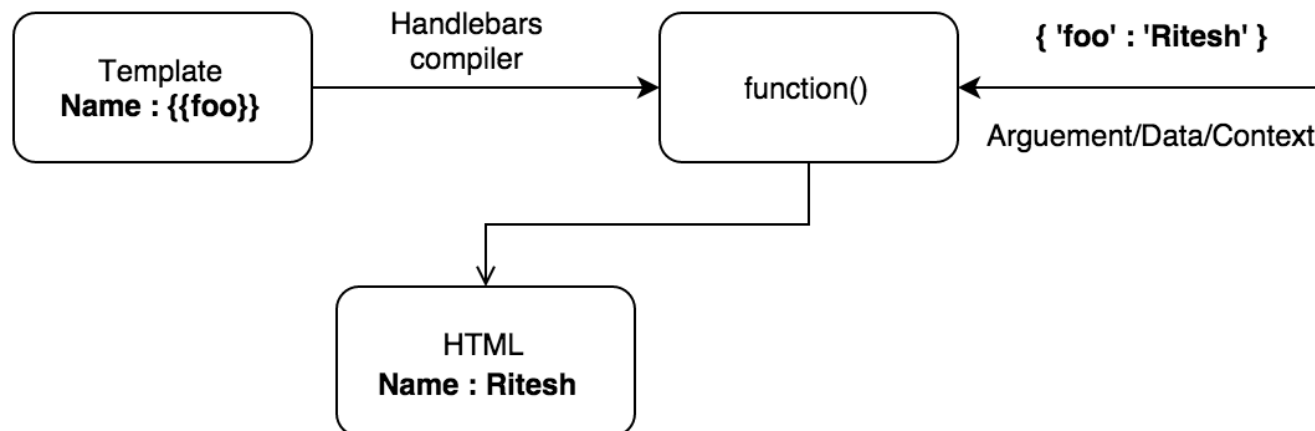 Template
Name : {{foo}}
Handlebars
compiler
function()
{ 'foo' : 'Ritesh' }
Arguement/Data/Context
HTML
Name : Ritesh